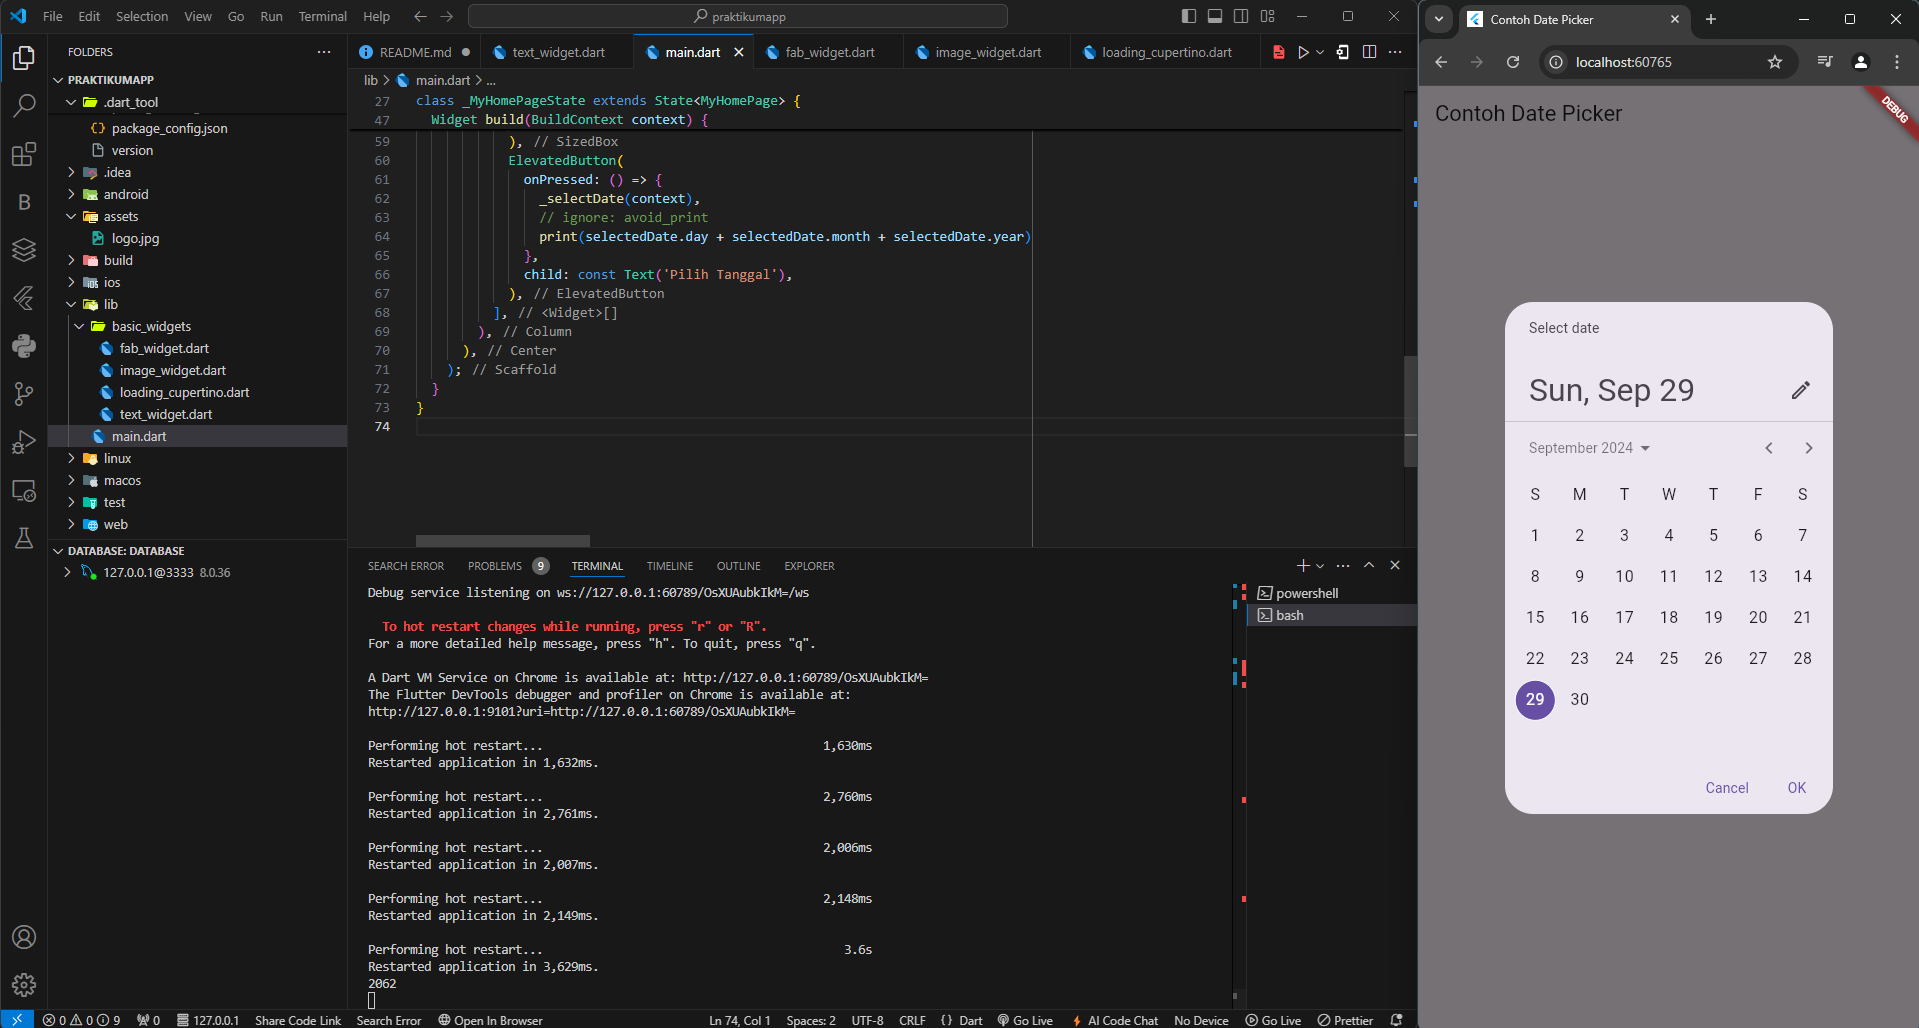 File Edit Selection View Go Run Terminal Help
praktikumapp
FOLDERS
PRAKTIKUMAPP
.dart_tool
package_config.json
version
.idea
android
assets
logo.jpg
build
ios
lib
basic_widgets
fab_widget.dart
image_widget.dart
loading_cupertino.dart
text_widget.dart
main.dart
linux
macos
test
web
DATABASE: DATABASE
127.0.0.1@3333 8.0.36
README.md text_widget.dart main.dart fab_widget.dart image_widget.dart loading_cupertino.dart
lib > main.dart > ...
27 class _MyHomePageState extends State<MyHomePage> {
47 Widget build(BuildContext context) {
59 ), // SizedBox
60 ElevatedButton(
61 onPressed: () => {
62 _selectDate(context),
63 // ignore: avoid_print
64 print(selectedDate.day + selectedDate.month + selectedDate.year)
65 },
66 child: const Text('Pilih Tanggal'),
67 ), // ElevatedButton
68 ], // <Widget>[]
69 ), // Column
70 ), // Center
71 ); // Scaffold
72 }
73 }
74
SEARCH ERROR PROBLEMS 9 TERMINAL TIMELINE OUTLINE EXPLORER
Debug service listening on ws://127.0.0.1:60789/OsXUAubkIkM=/ws
To hot restart changes while running, press "r" or "R".
For a more detailed help message, press "h". To quit, press "q".
A Dart VM Service on Chrome is available at: http://127.0.0.1:60789/OsXUAubkIkM=
The Flutter DevTools debugger and profiler on Chrome is available at:
http://127.0.0.1:9101?uri=http://127.0.0.1:60789/OsXUAubkIkM=
Performing hot restart... 1,630ms
Restarted application in 1,632ms.
Performing hot restart... 2,760ms
Restarted application in 2,761ms.
Performing hot restart... 2,006ms
Restarted application in 2,007ms.
Performing hot restart... 2,148ms
Restarted application in 2,149ms.
Performing hot restart... 3.6s
Restarted application in 3,629ms.
2062
powershell
bash
0 0 9 0 127.0.0.1 Share Code Link Search Error Open In Browser Ln 74, Col 1 Spaces: 2 UTF-8 CRLF {} Dart Go Live AI Code Chat No Device Go Live Prettier
Contoh Date Picker
localhost:60765
Contoh Date Picker
DEBUG
Select date
Sun, Sep 29
September 2024
S M T W T F S
1 2 3 4 5 6 7
8 9 10 11 12 13 14
15 16 17 18 19 20 21
22 23 24 25 26 27 28
29 30
Cancel OK